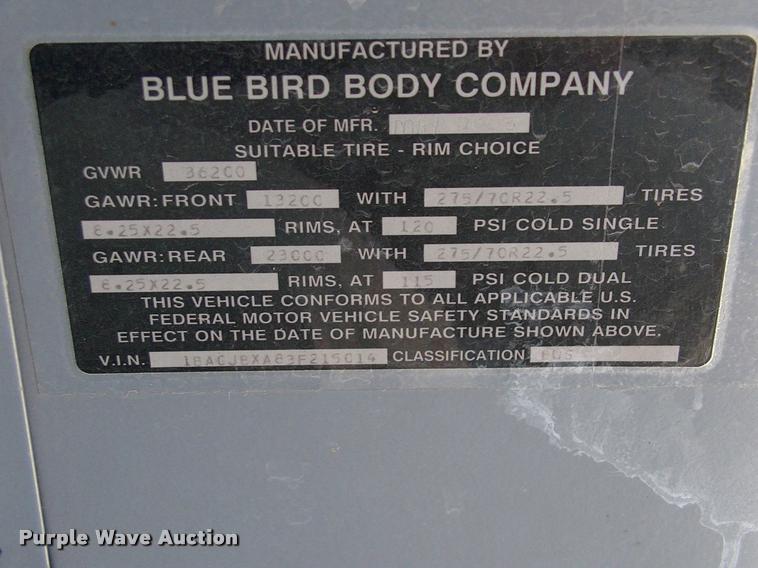 MANUFACTURED BY
BLUE BIRD BODY COMPANY
DATE OF MFR.
SUITABLE TIRE - RIM CHOICE
GVWR 36200
GAWR: FRONT 13200 WITH 275/70R22.5 TIRES
8.25X22.5 RIMS, AT 120 PSI COLD SINGLE
GAWR: REAR 23000 WITH 275/70R22.5 TIRES
8.25X22.5 RIMS, AT 115 PSI COLD DUAL
THIS VEHICLE CONFORMS TO ALL APPLICABLE U.S.
FEDERAL MOTOR VEHICLE SAFETY STANDARDS IN
EFFECT ON THE DATE OF MANUFACTURE SHOWN ABOVE.
V.I.N. CLASSIFICATION BUS
Purple Wave Auction